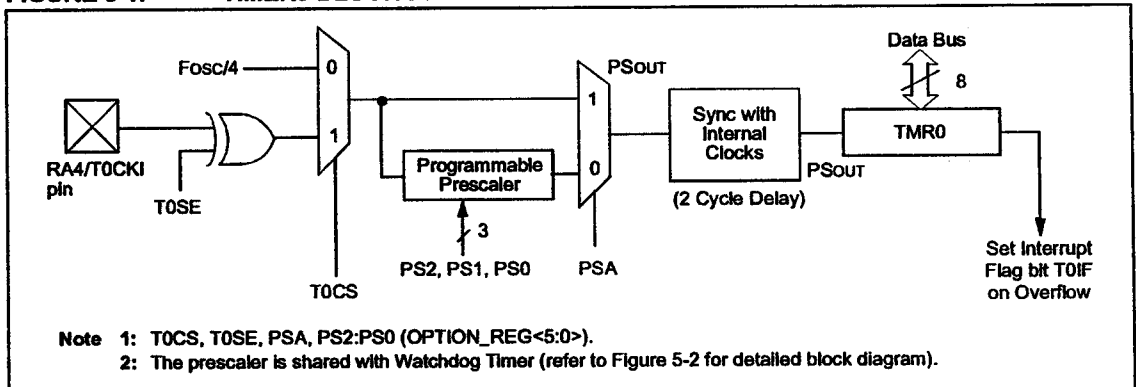 Data Bus
8
Fosc/4
0
PSOUT
1
1
Sync with
Internal
Clocks
TMR0
RA4/T0CKI
pin
T0SE
Programmable
Prescaler
0
PSOUT
(2 Cycle Delay)
3
PS2, PS1, PS0
PSA
T0CS
Set Interrupt
Flag bit T0IF
on Overflow
Note 1: T0CS, T0SE, PSA, PS2:PS0 (OPTION_REG<5:0>).
2: The prescaler is shared with Watchdog Timer (refer to Figure 5-2 for detailed block diagram).